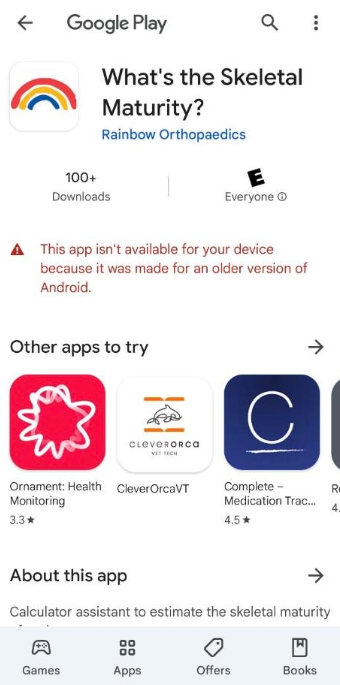 Google Play
What's the Skeletal
Maturity?
Rainbow Orthopaedics
100+
Downloads
E
Everyone
This app isn't available for your device
because it was made for an older version of
Android.
Other apps to try
CLEVERORCA
VET TECH
C
Ornament: Health
Monitoring
3.3★
CleverOrcaVT
Complete –
Medication Trac...
4.5★
R
4.
About this app
Calculator assistant to estimate the skeletal maturity
Games
Apps
Offers
Books